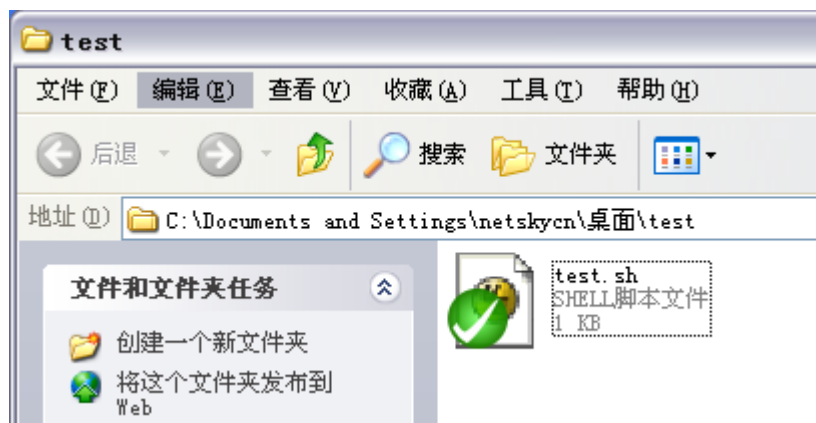 test
文件(F) 编辑(E) 查看(V) 收藏(A) 工具(T) 帮助(H)
后退 搜索 文件夹
地址(D) C:\Documents and Settings\netskycn\桌面\test
文件和文件夹任务
创建一个新文件夹
将这个文件夹发布到
Web
test.sh
SHELL脚本文件
1 KB